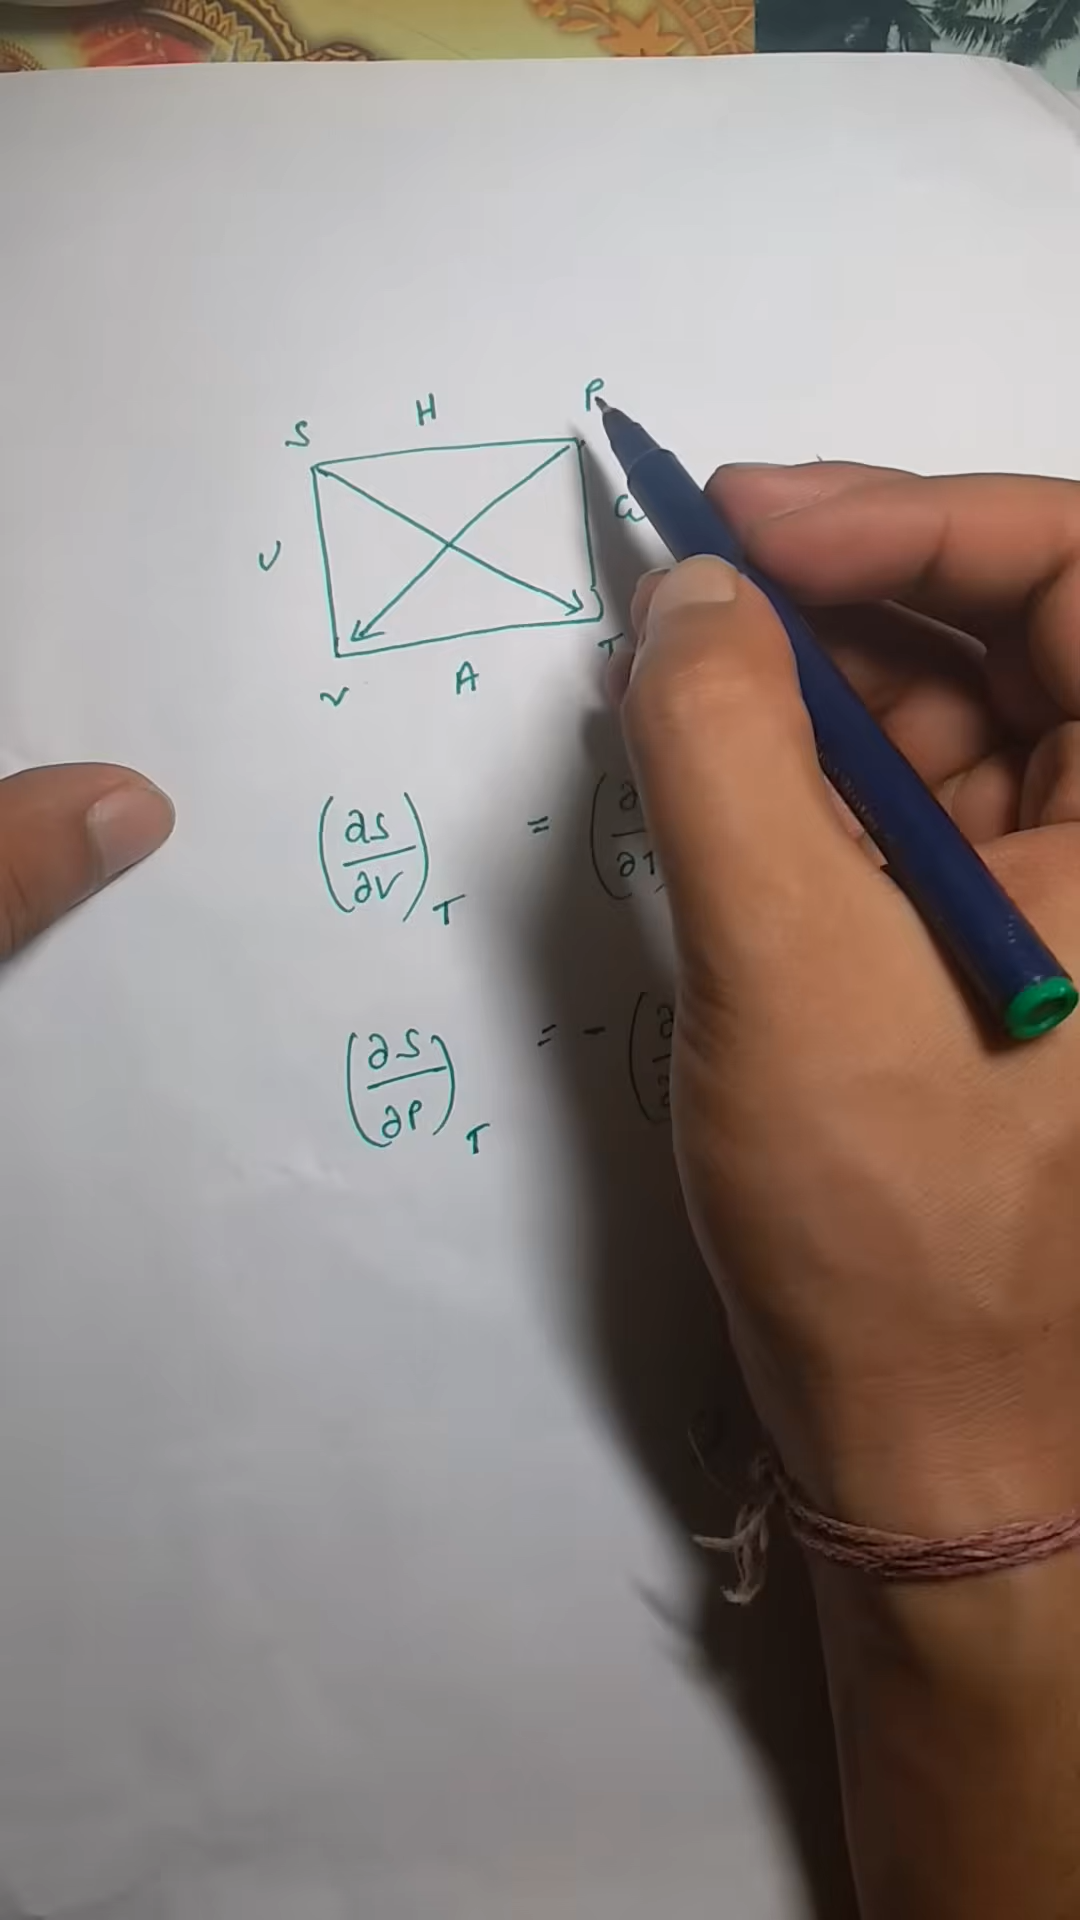 S H P
U
V A T
(∂S/∂V)_T = (∂
(∂S/∂P)_T = - (∂